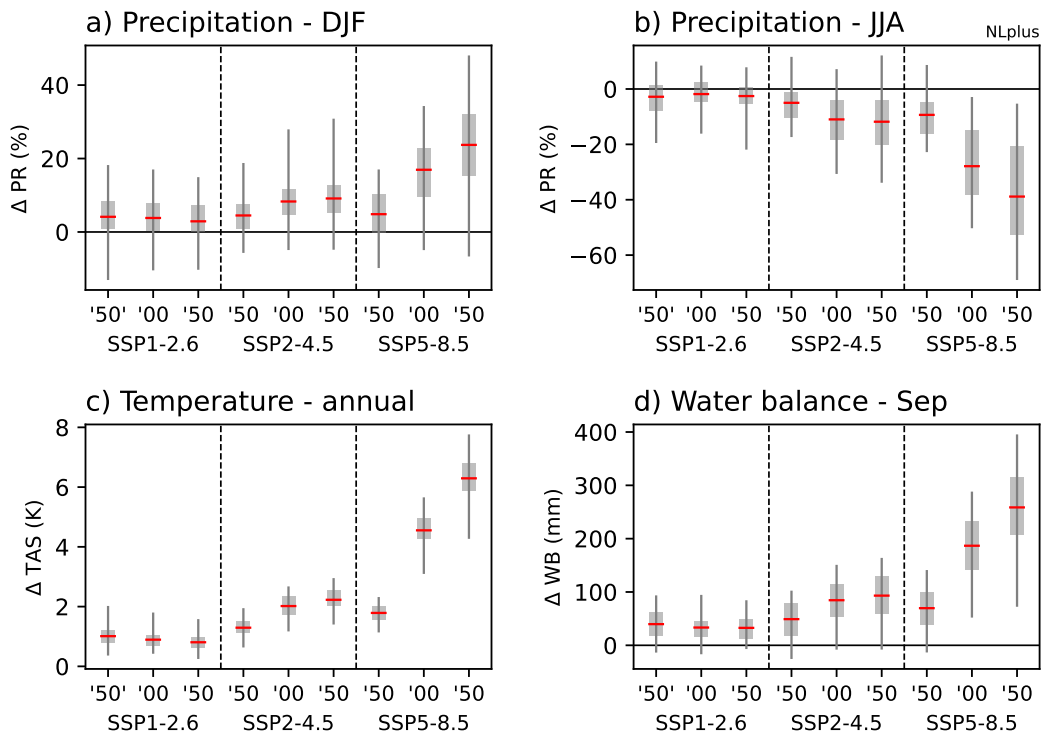 a) Precipitation - DJF
Δ PR (%)
40
20
0
'50' '00 '50 '50 '00 '50 '50 '00 '50
SSP1-2.6 SSP2-4.5 SSP5-8.5
b) Precipitation - JJA
NLplus
Δ PR (%)
0
−20
−40
−60
'50' '00 '50 '50 '00 '50 '50 '00 '50
SSP1-2.6 SSP2-4.5 SSP5-8.5
c) Temperature - annual
Δ TAS (K)
8
6
4
2
0
'50' '00 '50 '50 '00 '50 '50 '00 '50
SSP1-2.6 SSP2-4.5 SSP5-8.5
d) Water balance - Sep
Δ WB (mm)
400
300
200
100
0
'50' '00 '50 '50 '00 '50 '50 '00 '50
SSP1-2.6 SSP2-4.5 SSP5-8.5